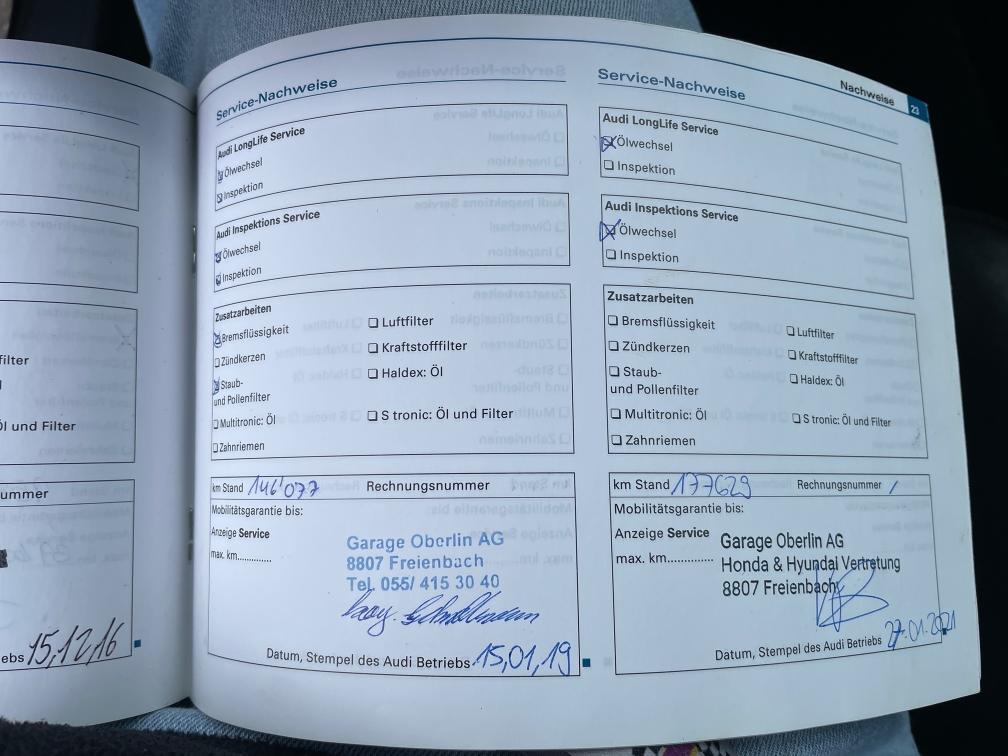 filter
Öl und Filter
nummer
ebs 15,12,16
Service-Nachweise
Audi LongLife Service
Ölwechsel
Inspektion
Audi Inspektions Service
Ölwechsel
Inspektion
Zusatzarbeiten
Bremsflüssigkeit
Luftfilter
Zündkerzen
Kraftstofffilter
Staub-
und Pollenfilter
Haldex: Öl
Multitronic: Öl
S tronic: Öl und Filter
Zahnriemen
km Stand 146'077 Rechnungsnummer
Mobilitätsgarantie bis:
Anzeige Service
max. km..............
Garage Oberlin AG
8807 Freienbach
Tel. 055/ 415 30 40
Datum, Stempel des Audi Betriebs 15,01,19
Nachweise 23
Service-Nachweise
Audi LongLife Service
Ölwechsel
Inspektion
Audi Inspektions Service
Ölwechsel
Inspektion
Zusatzarbeiten
Bremsflüssigkeit
Luftfilter
Zündkerzen
Kraftstofffilter
Staub-
und Pollenfilter
Haldex: Öl
Multitronic: Öl
S tronic: Öl und Filter
Zahnriemen
km Stand 177629 Rechnungsnummer /
Mobilitätsgarantie bis:
Anzeige Service
max. km..............
Garage Oberlin AG
Honda & Hyundai Vertretung
8807 Freienbach
Datum, Stempel des Audi Betriebs 27.01.2021